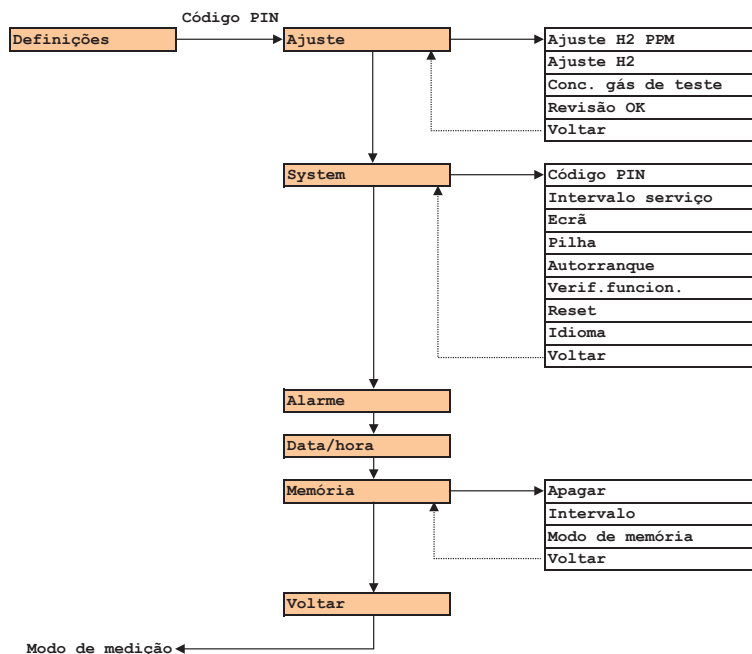 Código PIN
Definições
Ajuste
Ajuste H2 PPM
Ajuste H2
Conc. gás de teste
Revisão OK
Voltar
System
Código PIN
Intervalo serviço
Ecrã
Pilha
Autorranque
Verif.funcion.
Reset
Idioma
Voltar
Alarme
Data/hora
Memória
Apagar
Intervalo
Modo de memória
Voltar
Voltar
Modo de medição